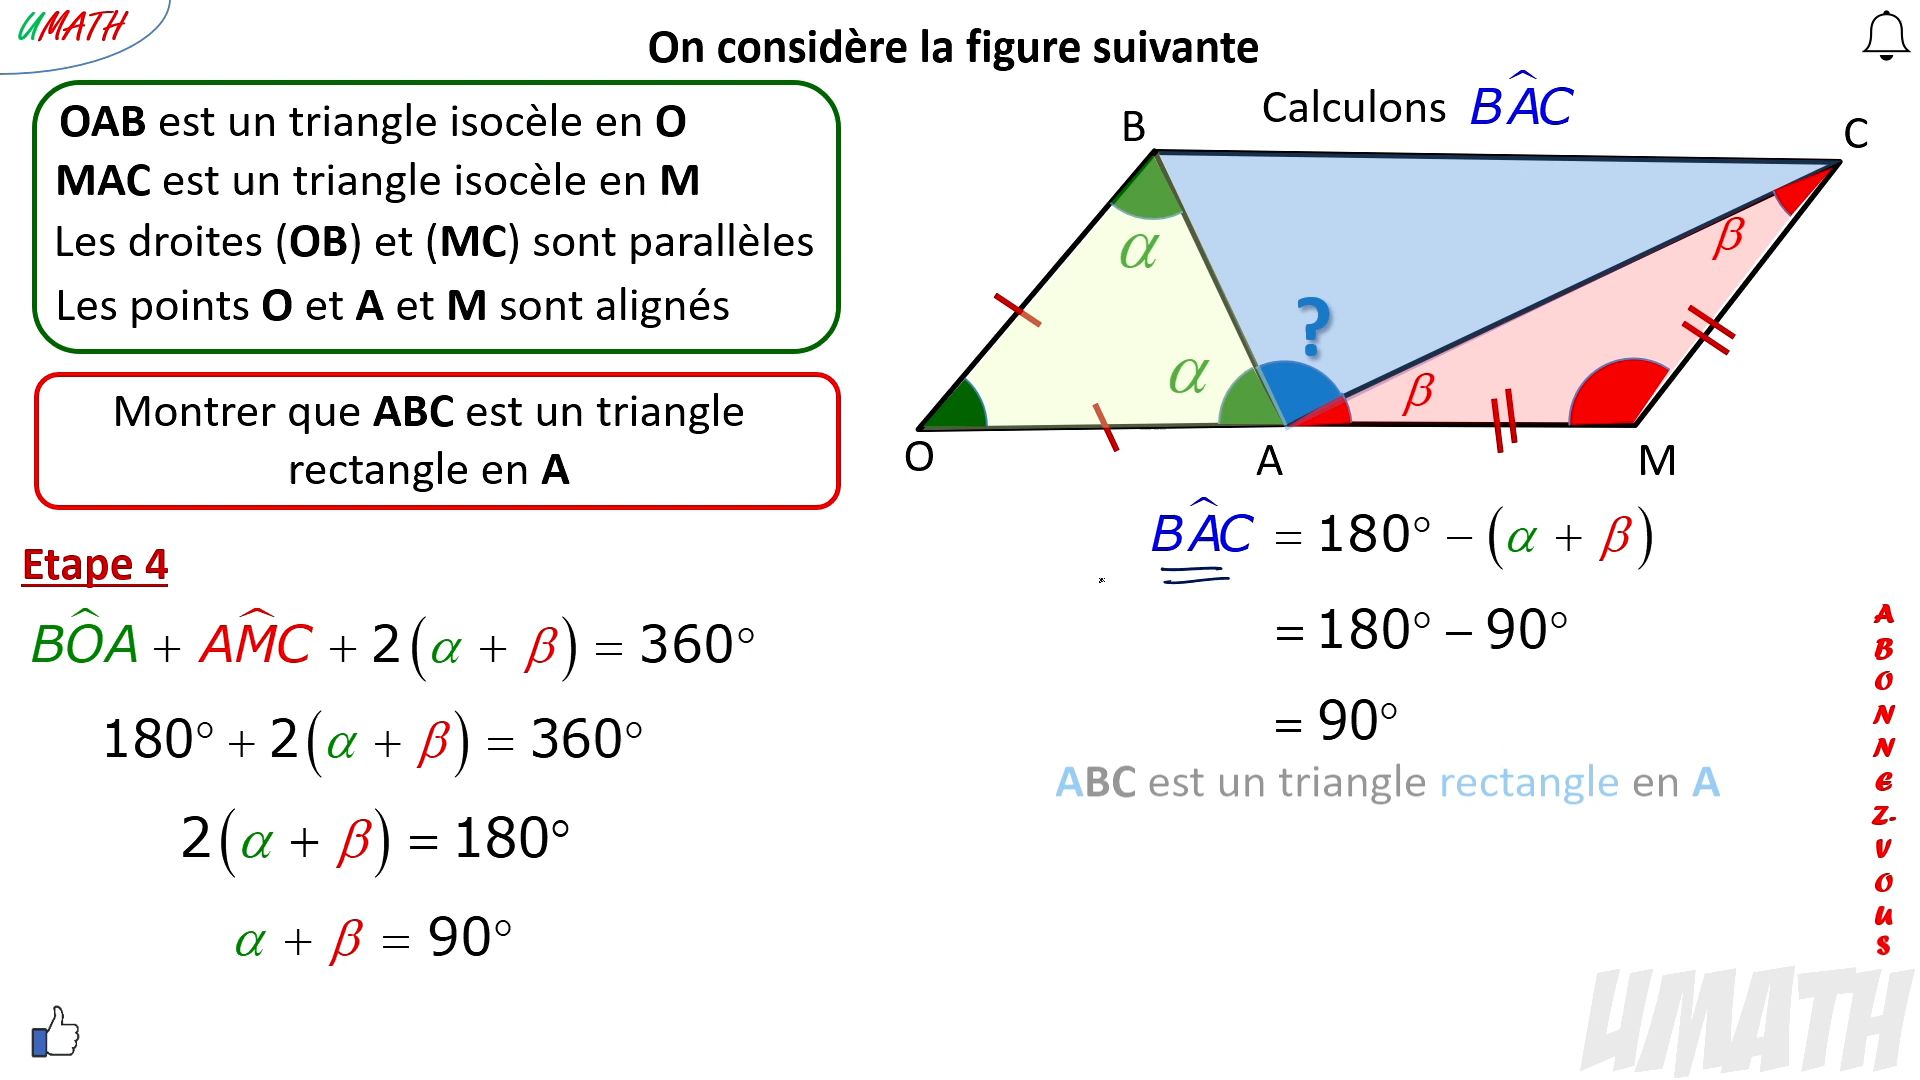 UMATH
On considère la figure suivante
OAB est un triangle isocèle en O
MAC est un triangle isocèle en M
Les droites (OB) et (MC) sont parallèles
Les points O et A et M sont alignés
Montrer que ABC est un triangle
rectangle en A
Calculons BÂC
B
C
α
β
?
α
β
O
A
M
Etape 4
BÔA + AM̂C + 2(α + β) = 360°
180° + 2(α + β) = 360°
2(α + β) = 180°
α + β = 90°
BÂC = 180° − (α + β)
= 180° − 90°
= 90°
ABC est un triangle rectangle en A
ABONNEZ-VOUS
UMATH